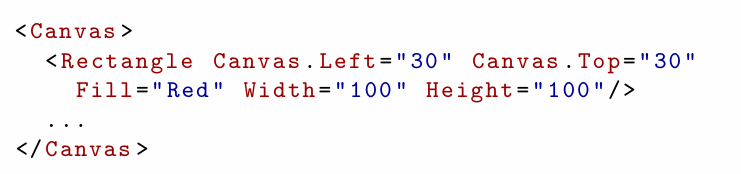 <Canvas>
<Rectangle Canvas.Left="30" Canvas.Top="30"
Fill="Red" Width="100" Height="100"/>
...
</Canvas>